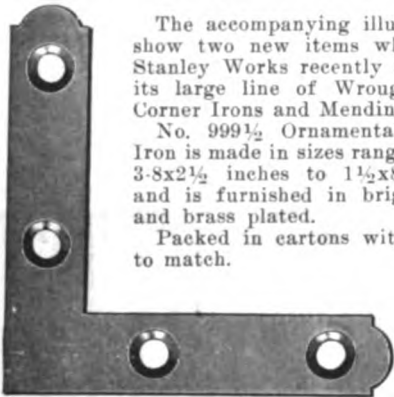 The accompanying illu
show two new items wh
Stanley Works recently
its large line of Wroug
Corner Irons and Mendin
No. 999½ Ornamenta
Iron is made in sizes rang
3-8x2½ inches to 1½x8
and is furnished in brig
and brass plated.
Packed in cartons wit
to match.